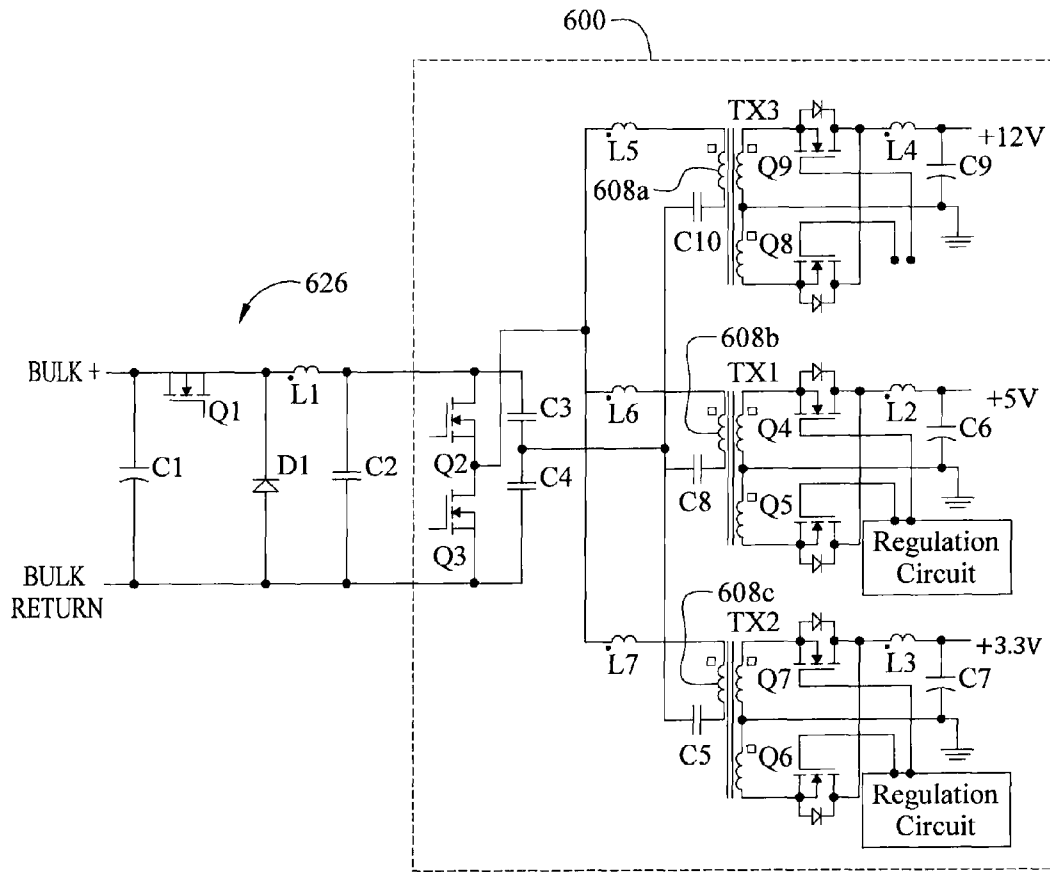 600
TX3
+12V
L5
Q9
L4
C9
608a
C10
Q8
626
608b
TX1
BULK +
L1
L6
Q4
L2
+5V
Q1
C3
C6
C1
D1
C2
Q2
C4
C8
Q5
Q3
Regulation
Circuit
BULK
RETURN
608c
TX2
+3.3V
L7
Q7
L3
C7
C5
Q6
Regulation
Circuit